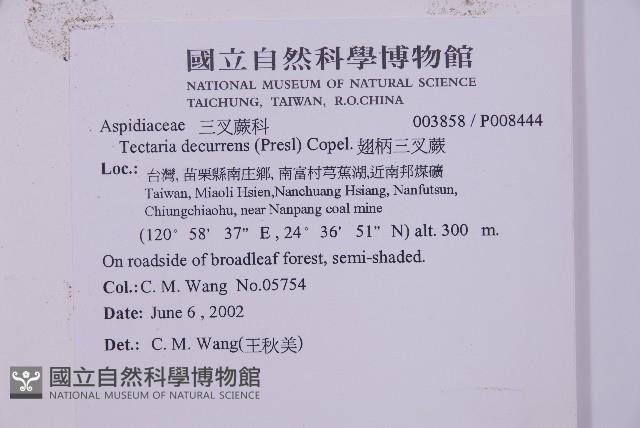 國立自然科學博物館
NATIONAL MUSEUM OF NATURAL SCIENCE
TAICHUNG, TAIWAN, R.O.CHINA
Aspidiaceae 三叉蕨科 003858 / P008444
Tectaria decurrens (Presl) Copel. 翅柄三叉蕨
Loc.: 台灣, 苗栗縣南庄鄉, 南富村芎蕉湖,近南邦煤礦
Taiwan, Miaoli Hsien,Nanchuang Hsiang, Nanfutsun,
Chiungchiaohu, near Nanpang coal mine
(120° 58' 37" E , 24° 36' 51" N) alt. 300 m.
On roadside of broadleaf forest, semi-shaded.
Col.: C. M. Wang No.05754
Date: June 6 , 2002
Det.: C. M. Wang(王秋美)
國立自然科學博物館
NATIONAL MUSEUM OF NATURAL SCIENCE